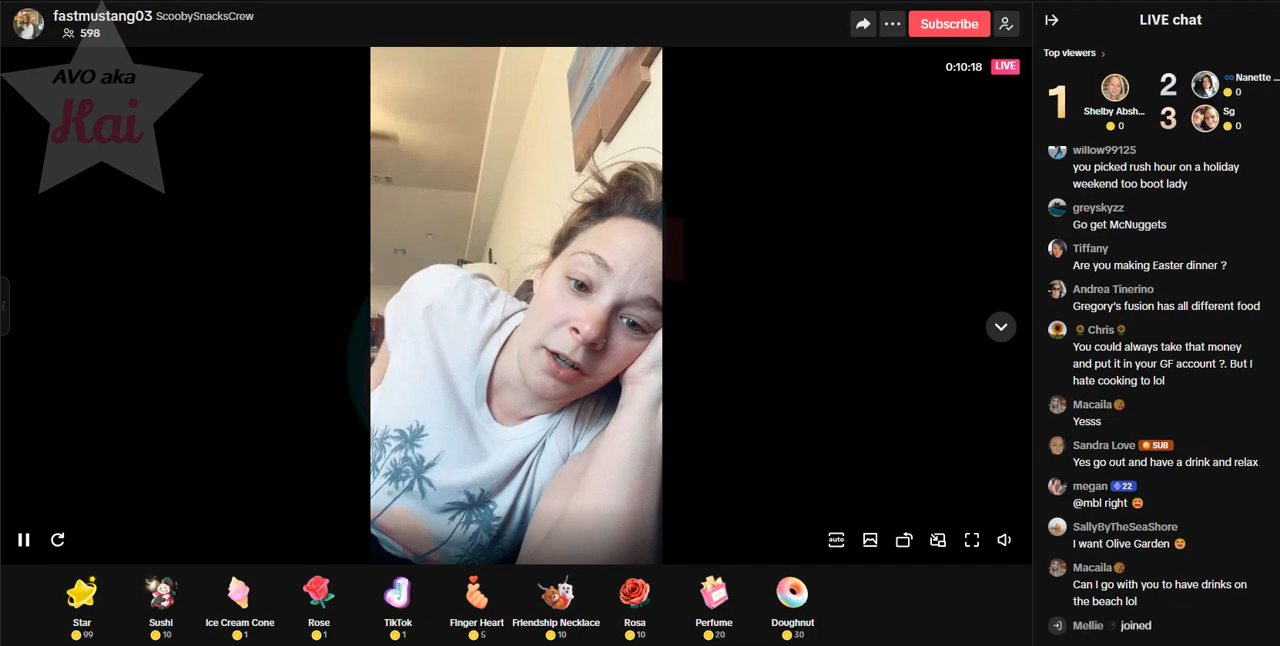 fastmustang03 ScoobySnacksCrew
598
Subscribe
AVO aka
Kai
0:10:18 LIVE
LIVE chat
Top viewers
1
Shelby Absh...
0
2
Nanette ...
0
3
Sg
0
willow99125
you picked rush hour on a holiday
weekend too boot lady
greyskyzz
Go get McNuggets
Tiffany
Are you making Easter dinner ?
Andrea Tinerino
Gregory's fusion has all different food
🌻Chris🌻
You could always take that money
and put it in your GF account ?. But I
hate cooking to lol
Macaila
Yesss
Sandra Love SUB
Yes go out and have a drink and relax
megan 22
@mbl right
SallyByTheSeaShore
I want Olive Garden
Macaila
Can I go with you to have drinks on
the beach lol
Mellie joined
auto
Star
99
Sushi
10
Ice Cream Cone
1
Rose
1
TikTok
1
Finger Heart
5
Friendship Necklace
10
Rosa
10
Perfume
20
Doughnut
30